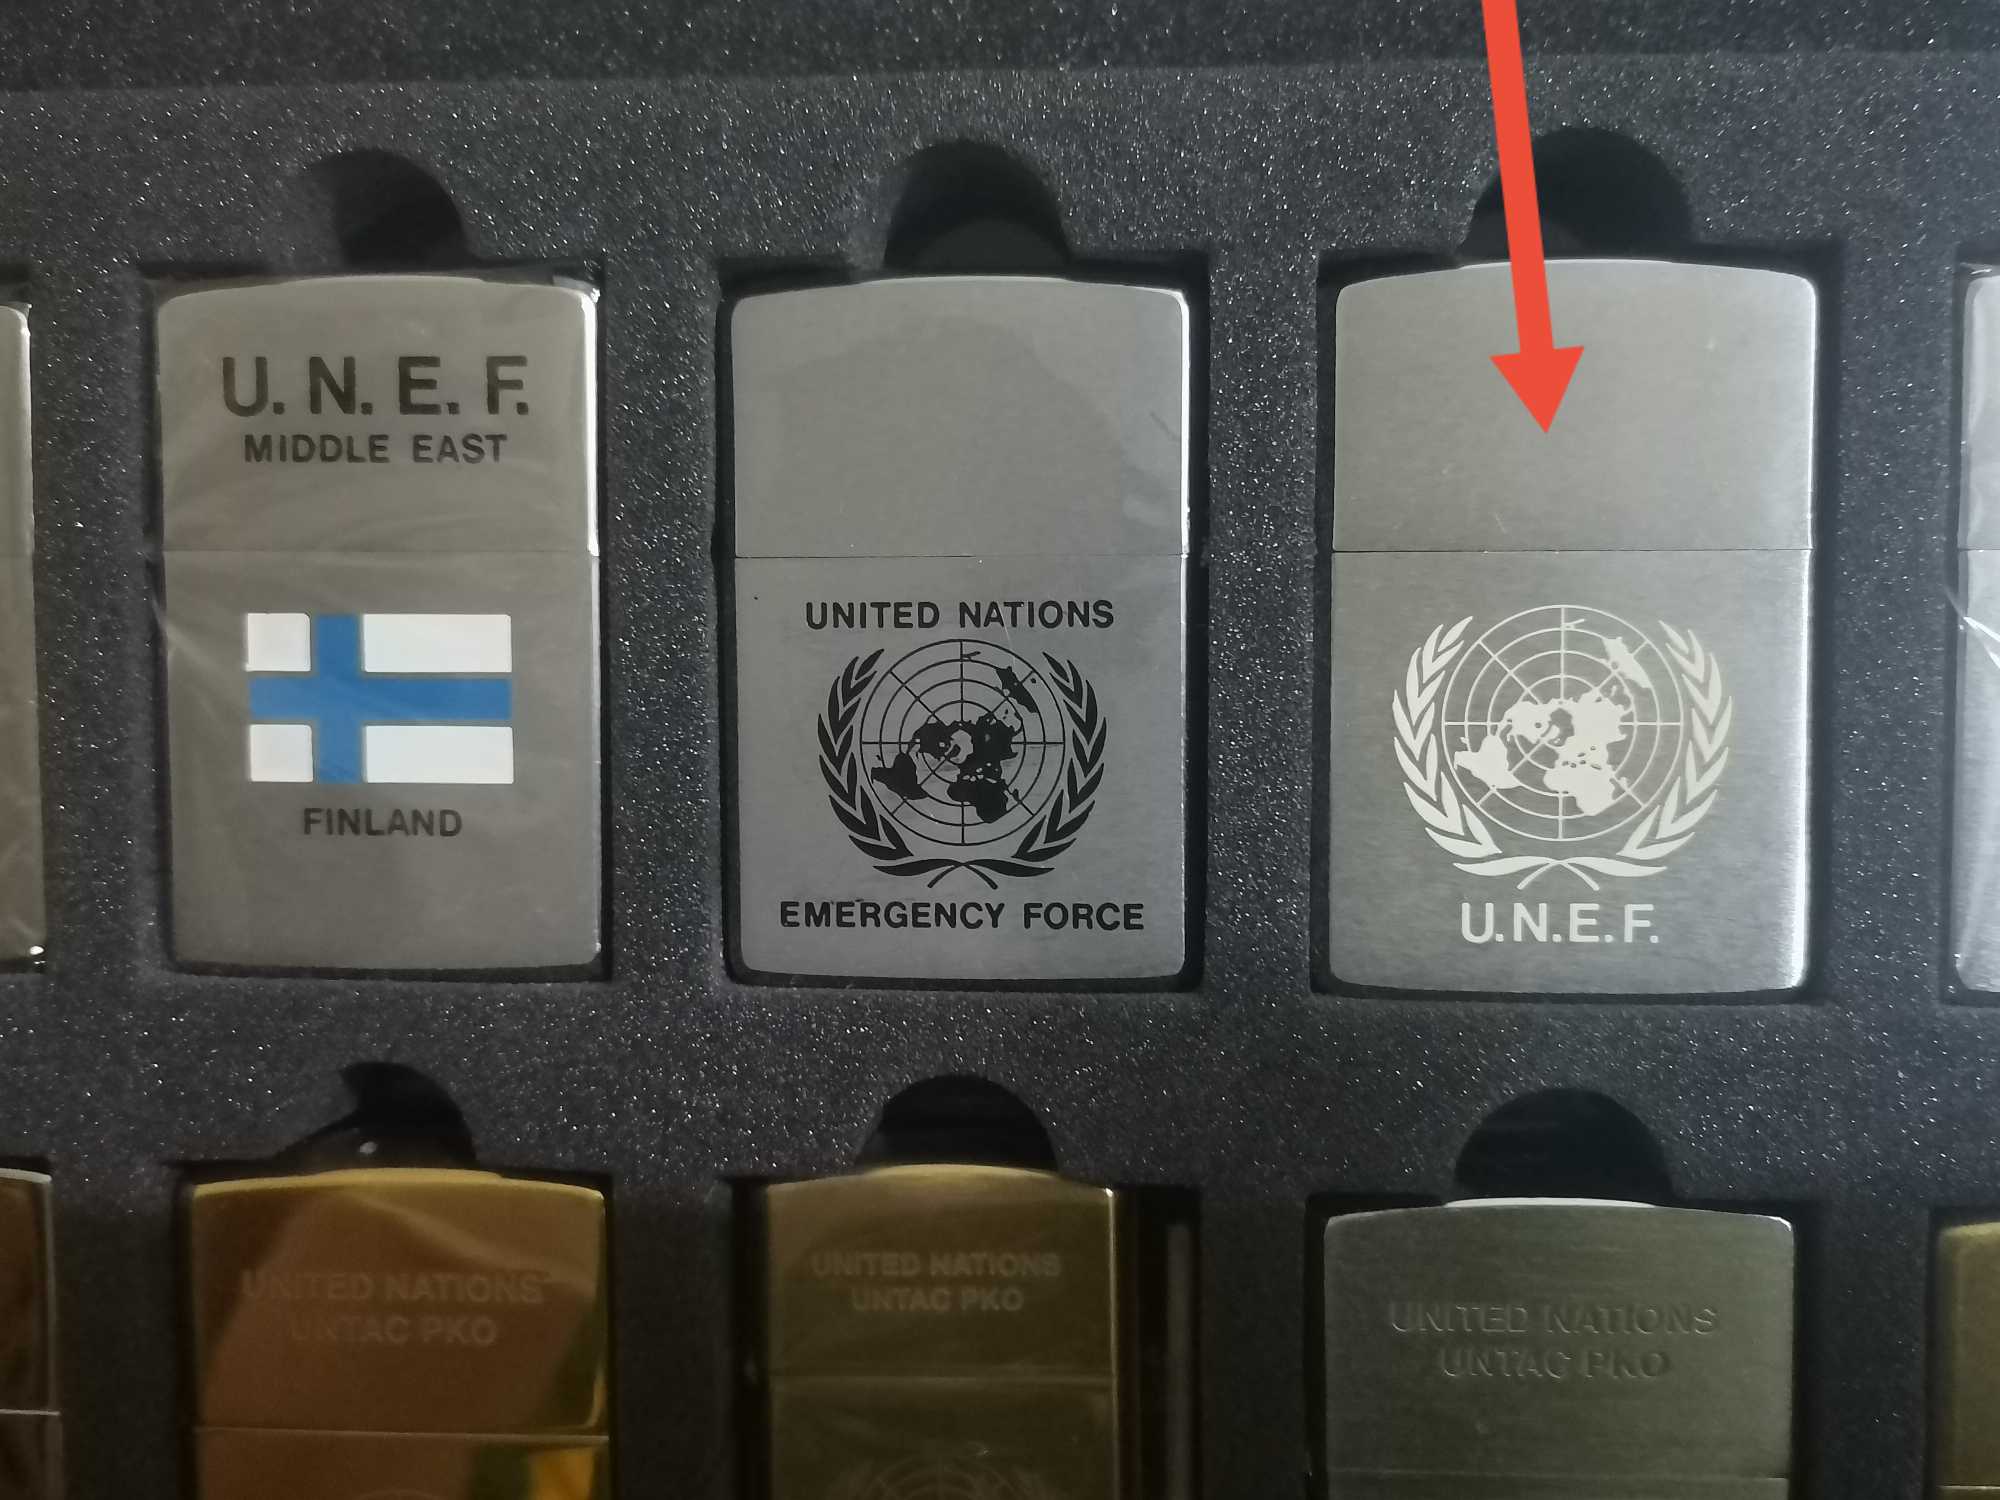 U. N. E. F.
MIDDLE EAST
FINLAND
UNITED NATIONS
EMERGENCY FORCE
U.N.E.F.
UNITED NATIONS
UNTAC PKO
UNITED NATIONS
UNTAC PKO
UNITED NATIONS
UNTAC PKO